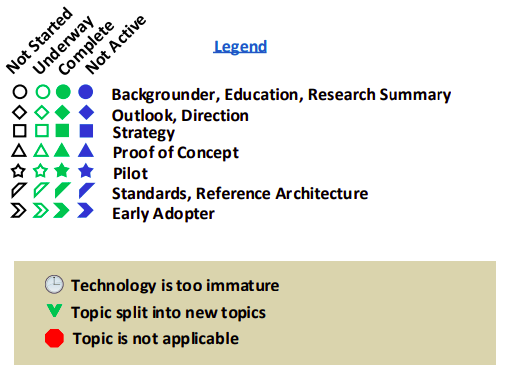 Not Started
Underway
Complete
Not Active
Legend
Backgrounder, Education, Research Summary
Outlook, Direction
Strategy
Proof of Concept
Pilot
Standards, Reference Architecture
Early Adopter
Technology is too immature
Topic split into new topics
Topic is not applicable